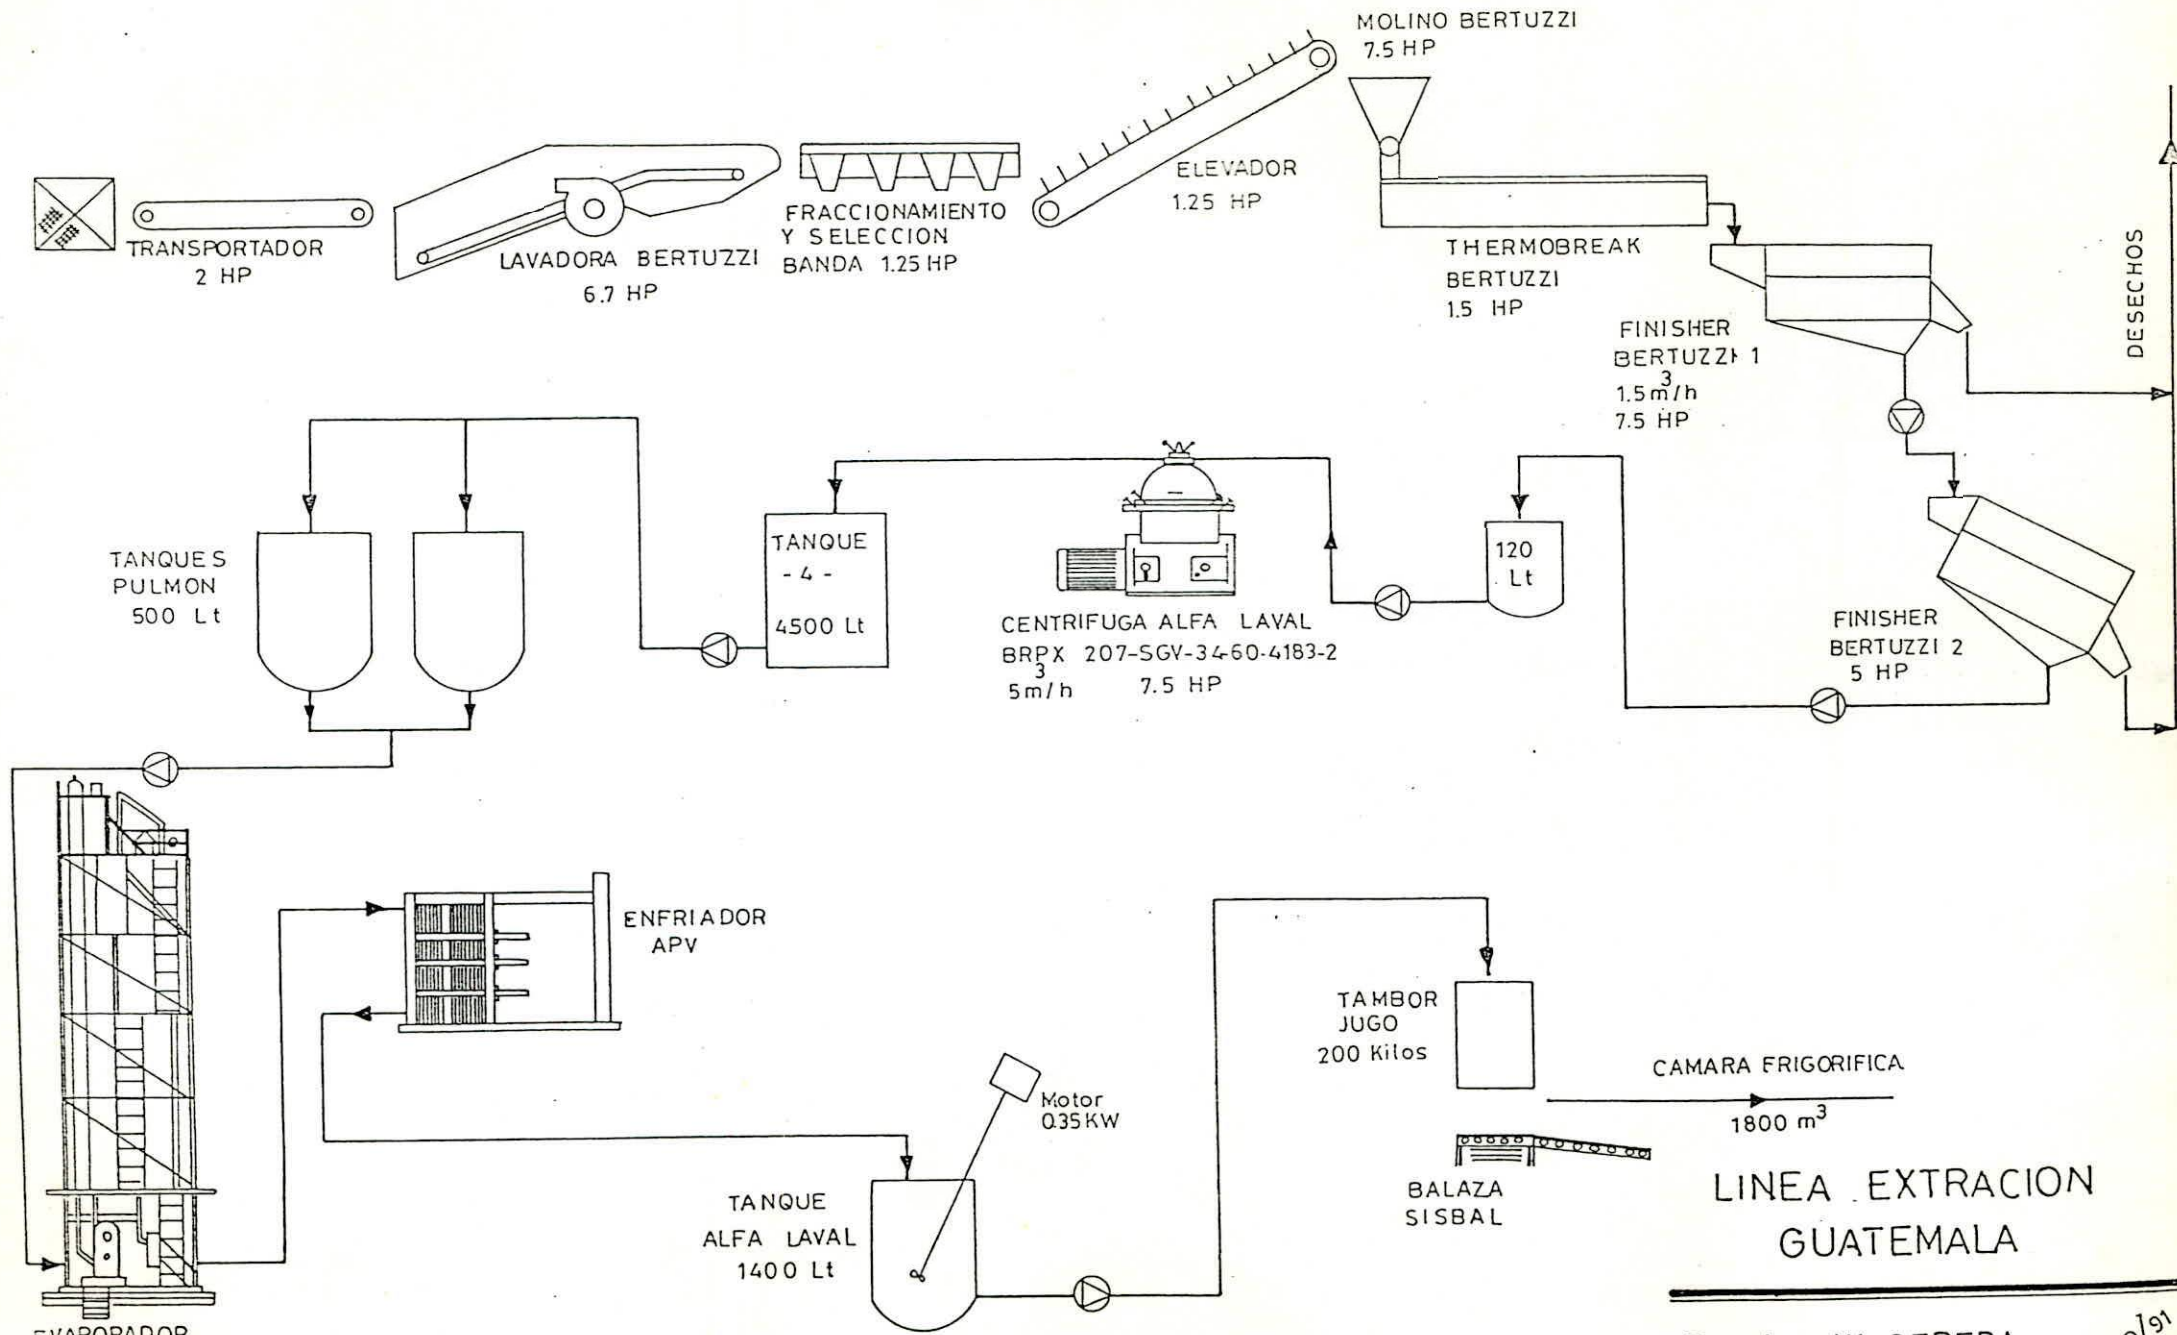 MOLINO BERTUZZI
7.5 HP
TRANSPORTADOR
2 HP
LAVADORA BERTUZZI
6.7 HP
FRACCIONAMIENTO
Y SELECCION
BANDA 1.25 HP
ELEVADOR
1.25 HP
THERMOBREAK
BERTUZZI
1.5 HP
FINISHER
BERTUZZI 1
1.5 m3/h
7.5 HP
DESECHOS
TANQUES
PULMON
500 Lt
TANQUE
- 4 -
4500 Lt
CENTRIFUGA ALFA LAVAL
BRPX 207-SGV-34-60-4183-2
5 m3/h 7.5 HP
120
Lt
FINISHER
BERTUZZI 2
5 HP
ENFRIADOR
APV
Motor
0.35 KW
TANQUE
ALFA LAVAL
1400 Lt
TAMBOR
JUGO
200 Kilos
CAMARA FRIGORIFICA
1800 m3
BALAZA
SISBAL
LINEA EXTRACION
GUATEMALA
EVAPORADOR